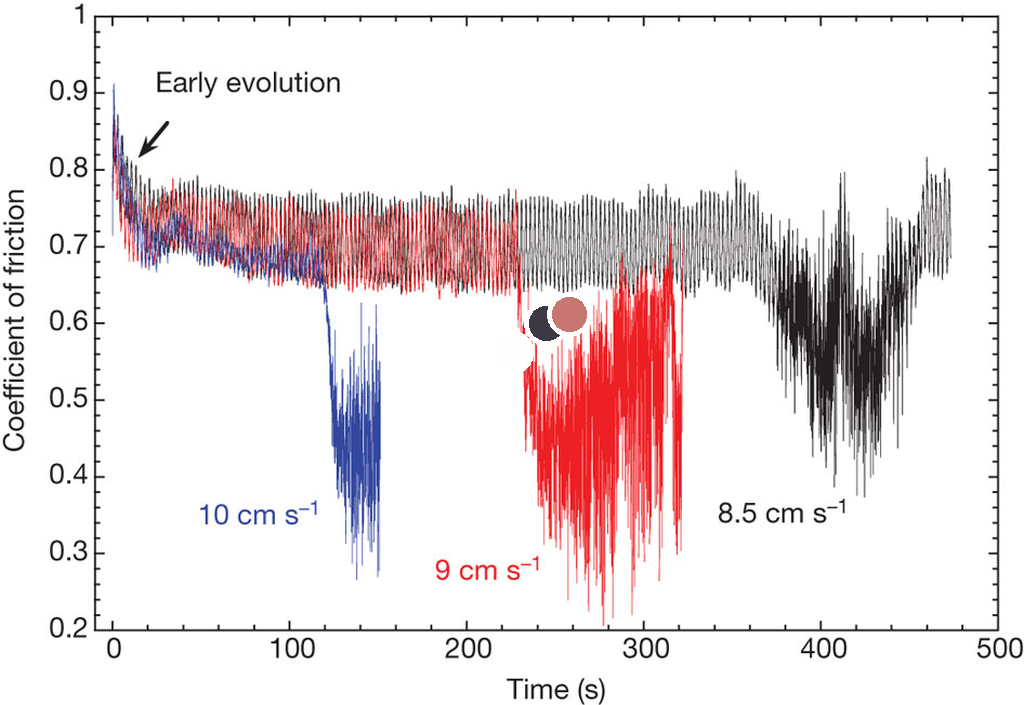 1
0.9
0.8
0.7
0.6
0.5
0.4
0.3
0.2
Coefficient of friction
Early evolution
10 cm s⁻¹
9 cm s⁻¹
8.5 cm s⁻¹
0 100 200 300 400 500
Time (s)